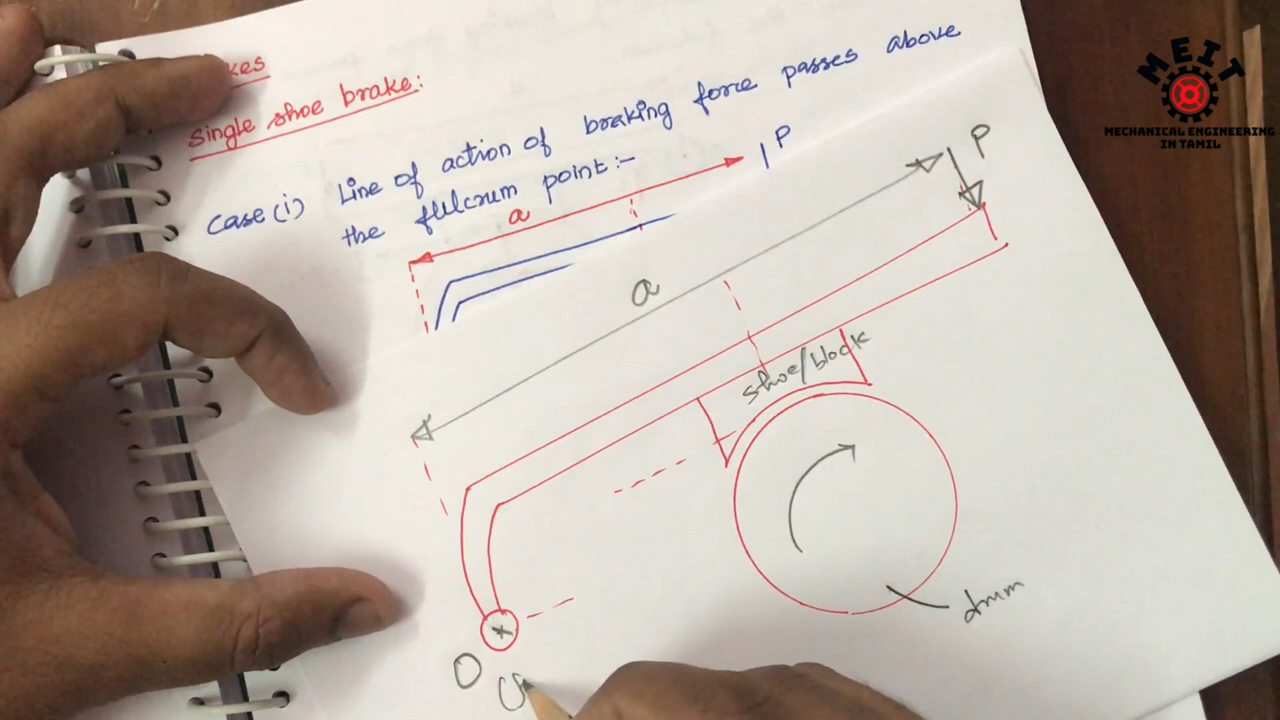 kes
Single shoe brake:
Case (i) Line of action of braking force passes above
the fulcrum point:-
a
P
P
a
shoe/block
drum
O
MEIT
MECHANICAL ENGINEERING
IN TAMIL